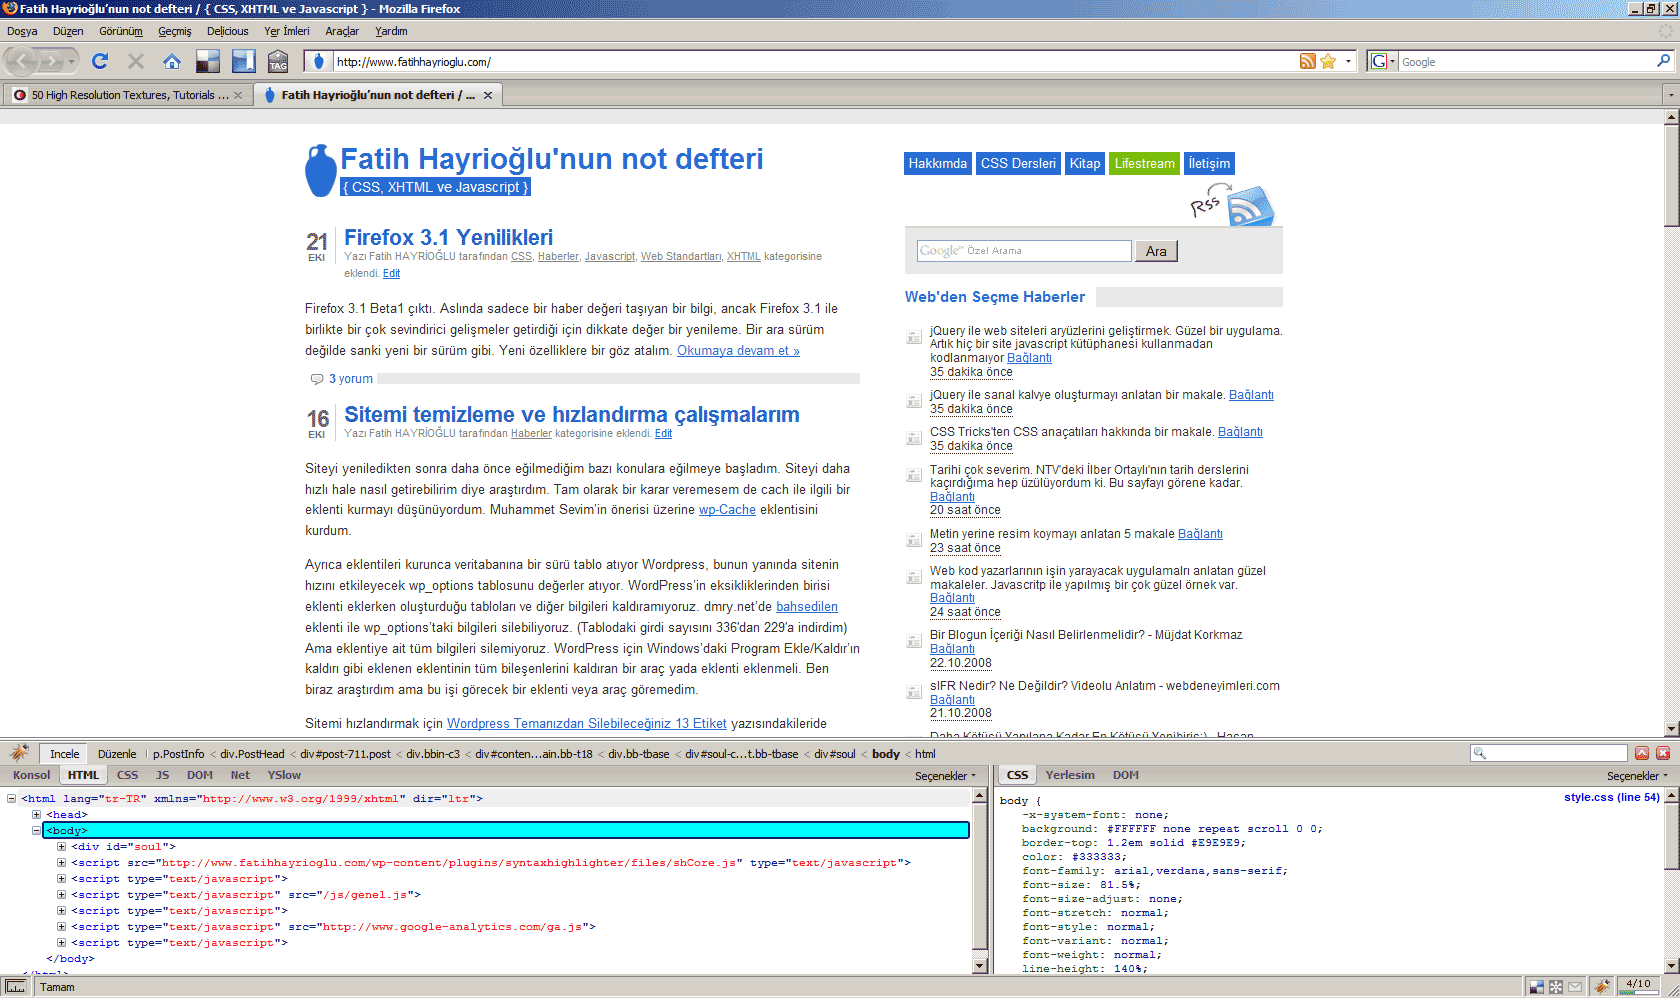 Fatih Hayrioğlu'nun not defteri / { CSS, XHTML ve Javascript } - Mozilla Firefox
Dosya Düzen Görünüm Geçmiş Delicious Yer İmleri Araçlar Yardım
TAG http://www.fatihhayrioglu.com/ G Google
50 High Resolution Textures, Tutorials ... Fatih Hayrioğlu'nun not defteri / ...
Fatih Hayrioğlu'nun not defteri
{ CSS, XHTML ve Javascript }
Hakkımda CSS Dersleri Kitap Lifestream İletişim
RSS
Google™ Özel Arama Ara
21 EKI
Firefox 3.1 Yenilikleri
Yazı Fatih HAYRİOĞLU tarafından CSS, Haberler, Javascript, Web Standartları, XHTML kategorisine
eklendi. Edit
Firefox 3.1 Beta1 çıktı. Aslında sadece bir haber değeri taşıyan bir bilgi, ancak Firefox 3.1 ile
birlikte bir çok sevindirici gelişmeler getirdiği için dikkate değer bir yenileme. Bir ara sürüm
değilde sanki yeni bir sürüm gibi. Yeni özelliklere bir göz atalım. Okumaya devam et »
3 yorum
16 EKI
Sitemi temizleme ve hızlandırma çalışmalarım
Yazı Fatih HAYRİOĞLU tarafından Haberler kategorisine eklendi. Edit
Siteyi yeniledikten sonra daha önce eğilmediğim bazı konulara eğilmeye başladım. Siteyi daha
hızlı hale nasıl getirebilirim diye araştırdım. Tam olarak bir karar veremesem de cach ile ilgili bir
eklenti kurmayı düşünüyordum. Muhammet Sevim'in önerisi üzerine wp-Cache eklentisini
kurdum.
Ayrıca eklentileri kurunca veritabanına bir sürü tablo atıyor Wordpress, bunun yanında sitenin
hızını etkileyecek wp_options tablosunu değerler atıyor. WordPress'in eksikliklerinden birisi
eklenti eklerken oluşturduğu tabloları ve diğer bilgileri kaldıramıyoruz. dmry.net'de bahsedilen
eklenti ile wp_options'taki bilgileri silebiliyoruz. (Tablodaki girdi sayısını 336'dan 229'a indirdim)
Ama eklentiye ait tüm bilgileri silemiyoruz. WordPress için Windows'daki Program Ekle/Kaldır'ın
kaldırı gibi eklenen eklentinin tüm bileşenlerini kaldıran bir araç yada eklenti eklenmeli. Ben
biraz araştırdım ama bu işi görecek bir eklenti veya araç göremedim.
Sitemi hızlandırmak için Wordpress Temanızdan Silebileceğiniz 13 Etiket yazısındakileride
Web'den Seçme Haberler
jQuery ile web siteleri aryüzlerini geliştirmek. Güzel bir uygulama.
Artık hiç bir site javascript kütüphanesi kullanmadan
kodlanmaıyor Bağlantı
35 dakika önce
jQuery ile sanal kalvye oluşturmayı anlatan bir makale. Bağlantı
35 dakika önce
CSS Tricks'ten CSS anaçatıları hakkında bir makale. Bağlantı
35 dakika önce
Tarihi çok severim. NTV'deki İlber Ortaylı'nın tarih derslerini
kaçırdığıma hep üzülüyordum ki. Bu sayfayı görene kadar.
Bağlantı
20 saat önce
Metin yerine resim koymayı anlatan 5 makale Bağlantı
23 saat önce
Web kod yazarlarının işin yarayacak uygulamalrı anlatan güzel
makaleler. Javascritp ile yapılmış bir çok güzel örnek var.
Bağlantı
24 saat önce
Bir Blogun İçeriği Nasıl Belirlenmelidir? - Müjdat Korkmaz
Bağlantı
22.10.2008
sIFR Nedir? Ne Değildir? Videolu Anlatım - webdeneyimleri.com
Bağlantı
21.10.2008
Daha Kötüsü Yapılana Kadar En Kötüsü Yenibiris:) - Hasan
Incele Düzenle p.PostInfo < div.PostHead < div#post-711.post < div.bbin-c3 < div#conten...ain.bb-t18 < div.bb-tbase < div#soul-c...t.bb-tbase < div#soul < body < html
Konsol HTML CSS JS DOM Net YSlow Seçenekler
<html lang="tr-TR" xmlns="http://www.w3.org/1999/xhtml" dir="ltr">
<head>
<body>
<div id="soul">
<script src="http://www.fatihhayrioglu.com/wp-content/plugins/syntaxhighlighter/files/shCore.js" type="text/javascript">
<script type="text/javascript">
<script type="text/javascript" src="/js/genel.js">
<script type="text/javascript">
<script type="text/javascript" src="http://www.google-analytics.com/ga.js">
<script type="text/javascript">
</body>
</html>
CSS Yerlesim DOM Seçenekler
style.css (line 54)
body {
-x-system-font: none;
background: #FFFFFF none repeat scroll 0 0;
border-top: 1.2em solid #E9E9E9;
color: #333333;
font-family: arial,verdana,sans-serif;
font-size: 81.5%;
font-size-adjust: none;
font-stretch: normal;
font-style: normal;
font-variant: normal;
font-weight: normal;
line-height: 140%;
Tamam 4/10